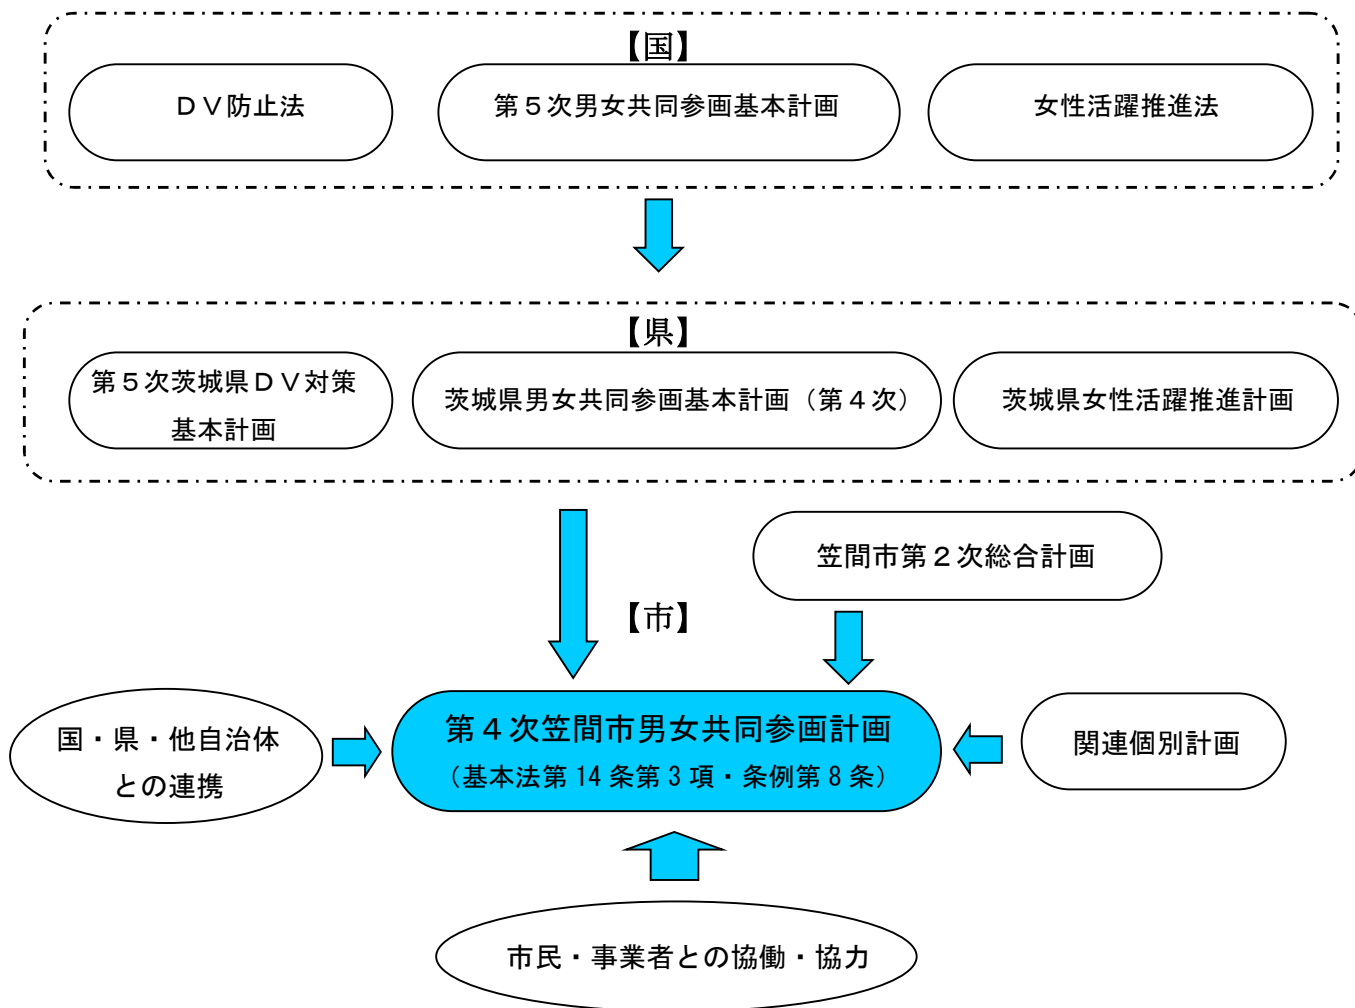 【国】
ＤＶ防止法
第５次男女共同参画基本計画
女性活躍推進法
【県】
第５次茨城県ＤＶ対策
基本計画
茨城県男女共同参画基本計画（第４次）
茨城県女性活躍推進計画
笠間市第２次総合計画
【市】
国・県・他自治体
との連携
第４次笠間市男女共同参画計画
（基本法第 14 条第 3 項・条例第 8 条）
関連個別計画
市民・事業者との協働・協力